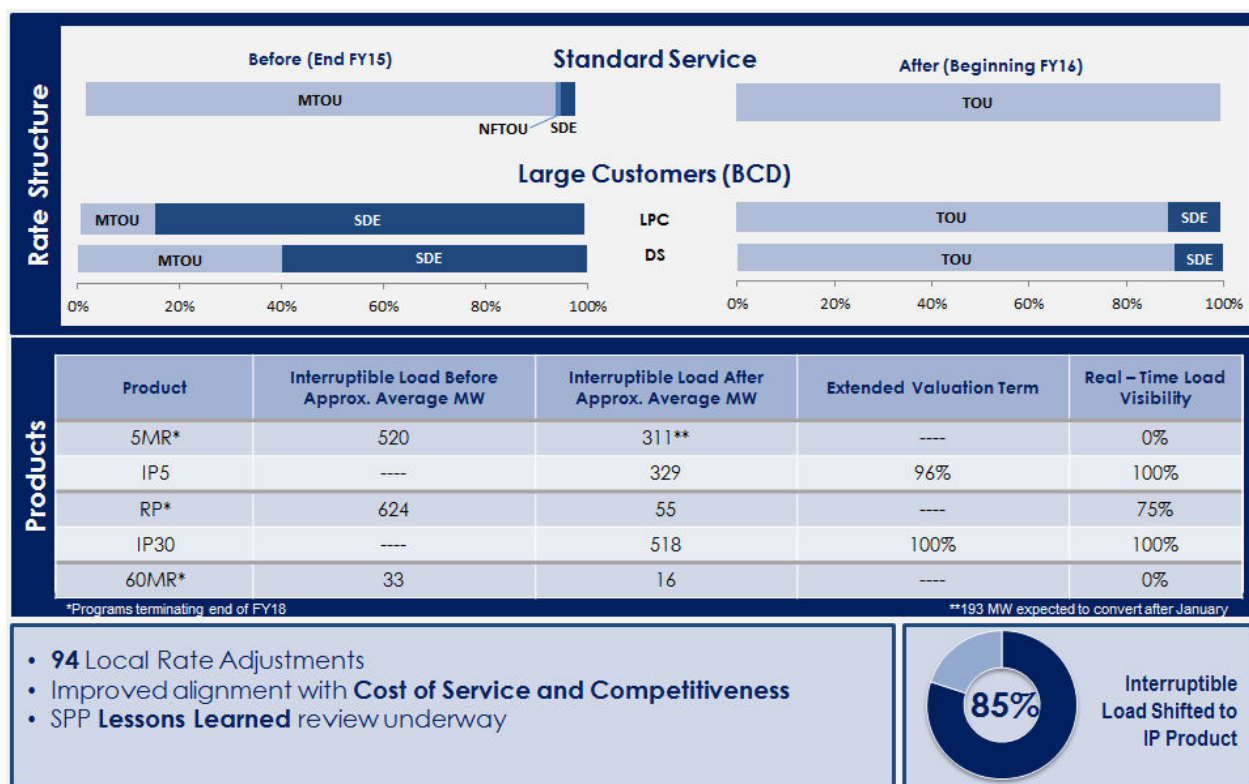 Rate Structure
Before (End FY15)
Standard Service
After (Beginning FY16)
MTOU
NFTOU
SDE
TOU
Large Customers (BCD)
MTOU
SDE
LPC
TOU
SDE
MTOU
SDE
DS
TOU
SDE
0% 20% 40% 60% 80% 100%
0% 20% 40% 60% 80% 100%
Products
Product
Interruptible Load Before
Approx. Average MW
Interruptible Load After
Approx. Average MW
Extended Valuation Term
Real – Time Load
Visibility
5MR* 520 311** ---- 0%
IP5 ---- 329 96% 100%
RP* 624 55 ---- 75%
IP30 ---- 518 100% 100%
60MR* 33 16 ---- 0%
*Programs terminating end of FY18
**193 MW expected to convert after January
• 94 Local Rate Adjustments
• Improved alignment with Cost of Service and Competitiveness
• SPP Lessons Learned review underway
85%
Interruptible
Load Shifted to
IP Product